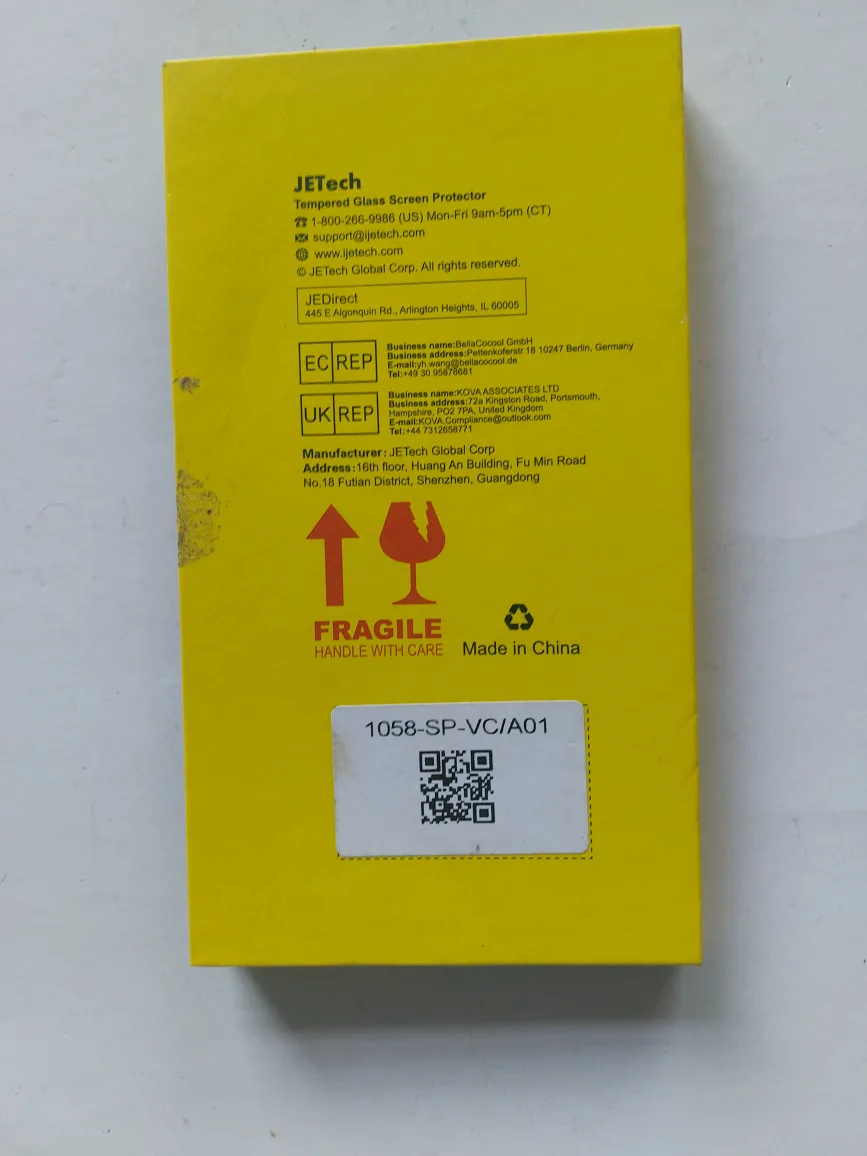 JETech
Tempered Glass Screen Protector
1-800-266-9986 (US) Mon-Fri 9am-5pm (CT)
support@ijetech.com
www.ijetech.com
© JETech Global Corp. All rights reserved.
JEDirect
445 E Algonquin Rd., Arlington Heights, IL 60005
EC REP
Business name:BellaCocool GmbH
Business address:Pettenkoferstr.18 10247 Berlin, Germany
E-mail:yh.wang@bellacocool.de
Tel:+49 30 95878681
UK REP
Business name:KOVA ASSOCIATES LTD
Business address:72a Kingston Road, Portsmouth,
Hampshire, PO2 7PA, United Kingdom
E-mail:KOVA.Compliance@outlook.com
Tel:+44 7312658771
Manufacturer: JETech Global Corp
Address:16th floor, Huang An Building, Fu Min Road
No.18 Futian District, Shenzhen, Guangdong
FRAGILE
HANDLE WITH CARE
Made in China
1058-SP-VC/A01